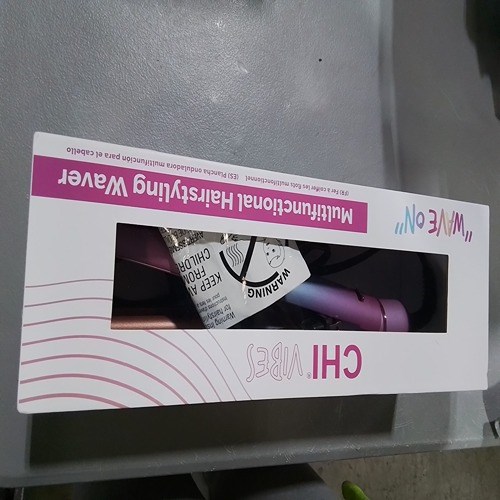 CHI® VIBES
"WAVE ON"
Multifunctional Hairstyling Waver
(FR) Fer à coiffer les flots multifonctionnel
(ES) Plancha onduladora multifunción para el cabello
WARNING
KEEP AWAY
FROM
CHILDREN